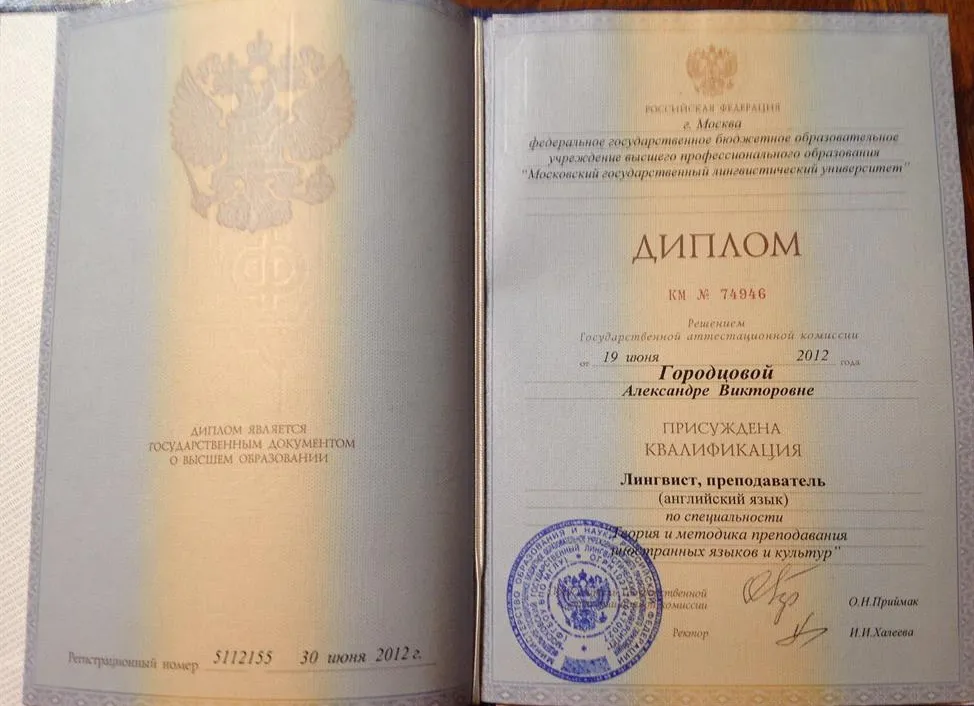 ДИПЛОМ ЯВЛЯЕТСЯ
ГОСУДАРСТВЕННЫМ ДОКУМЕНТОМ
О ВЫСШЕМ ОБРАЗОВАНИИ
Регистрационный номер 5112155 30 июня 2012 г.
РОССИЙСКАЯ ФЕДЕРАЦИЯ
г. Москва
федеральное государственное бюджетное образовательное
учреждение высшего профессионального образования
"Московский государственный лингвистический университет"
ДИПЛОМ
КМ № 74946
Решением
Государственной аттестационной комиссии
от 19 июня 2012 года
Городцовой
Александре Викторовне
ПРИСУЖДЕНА
КВАЛИФИКАЦИЯ
Лингвист, преподаватель
(английский язык)
по специальности
Теория и методика преподавания
иностранных языков и культур"
комиссии О.Н.Приймак
Ректор И.И.Халеева